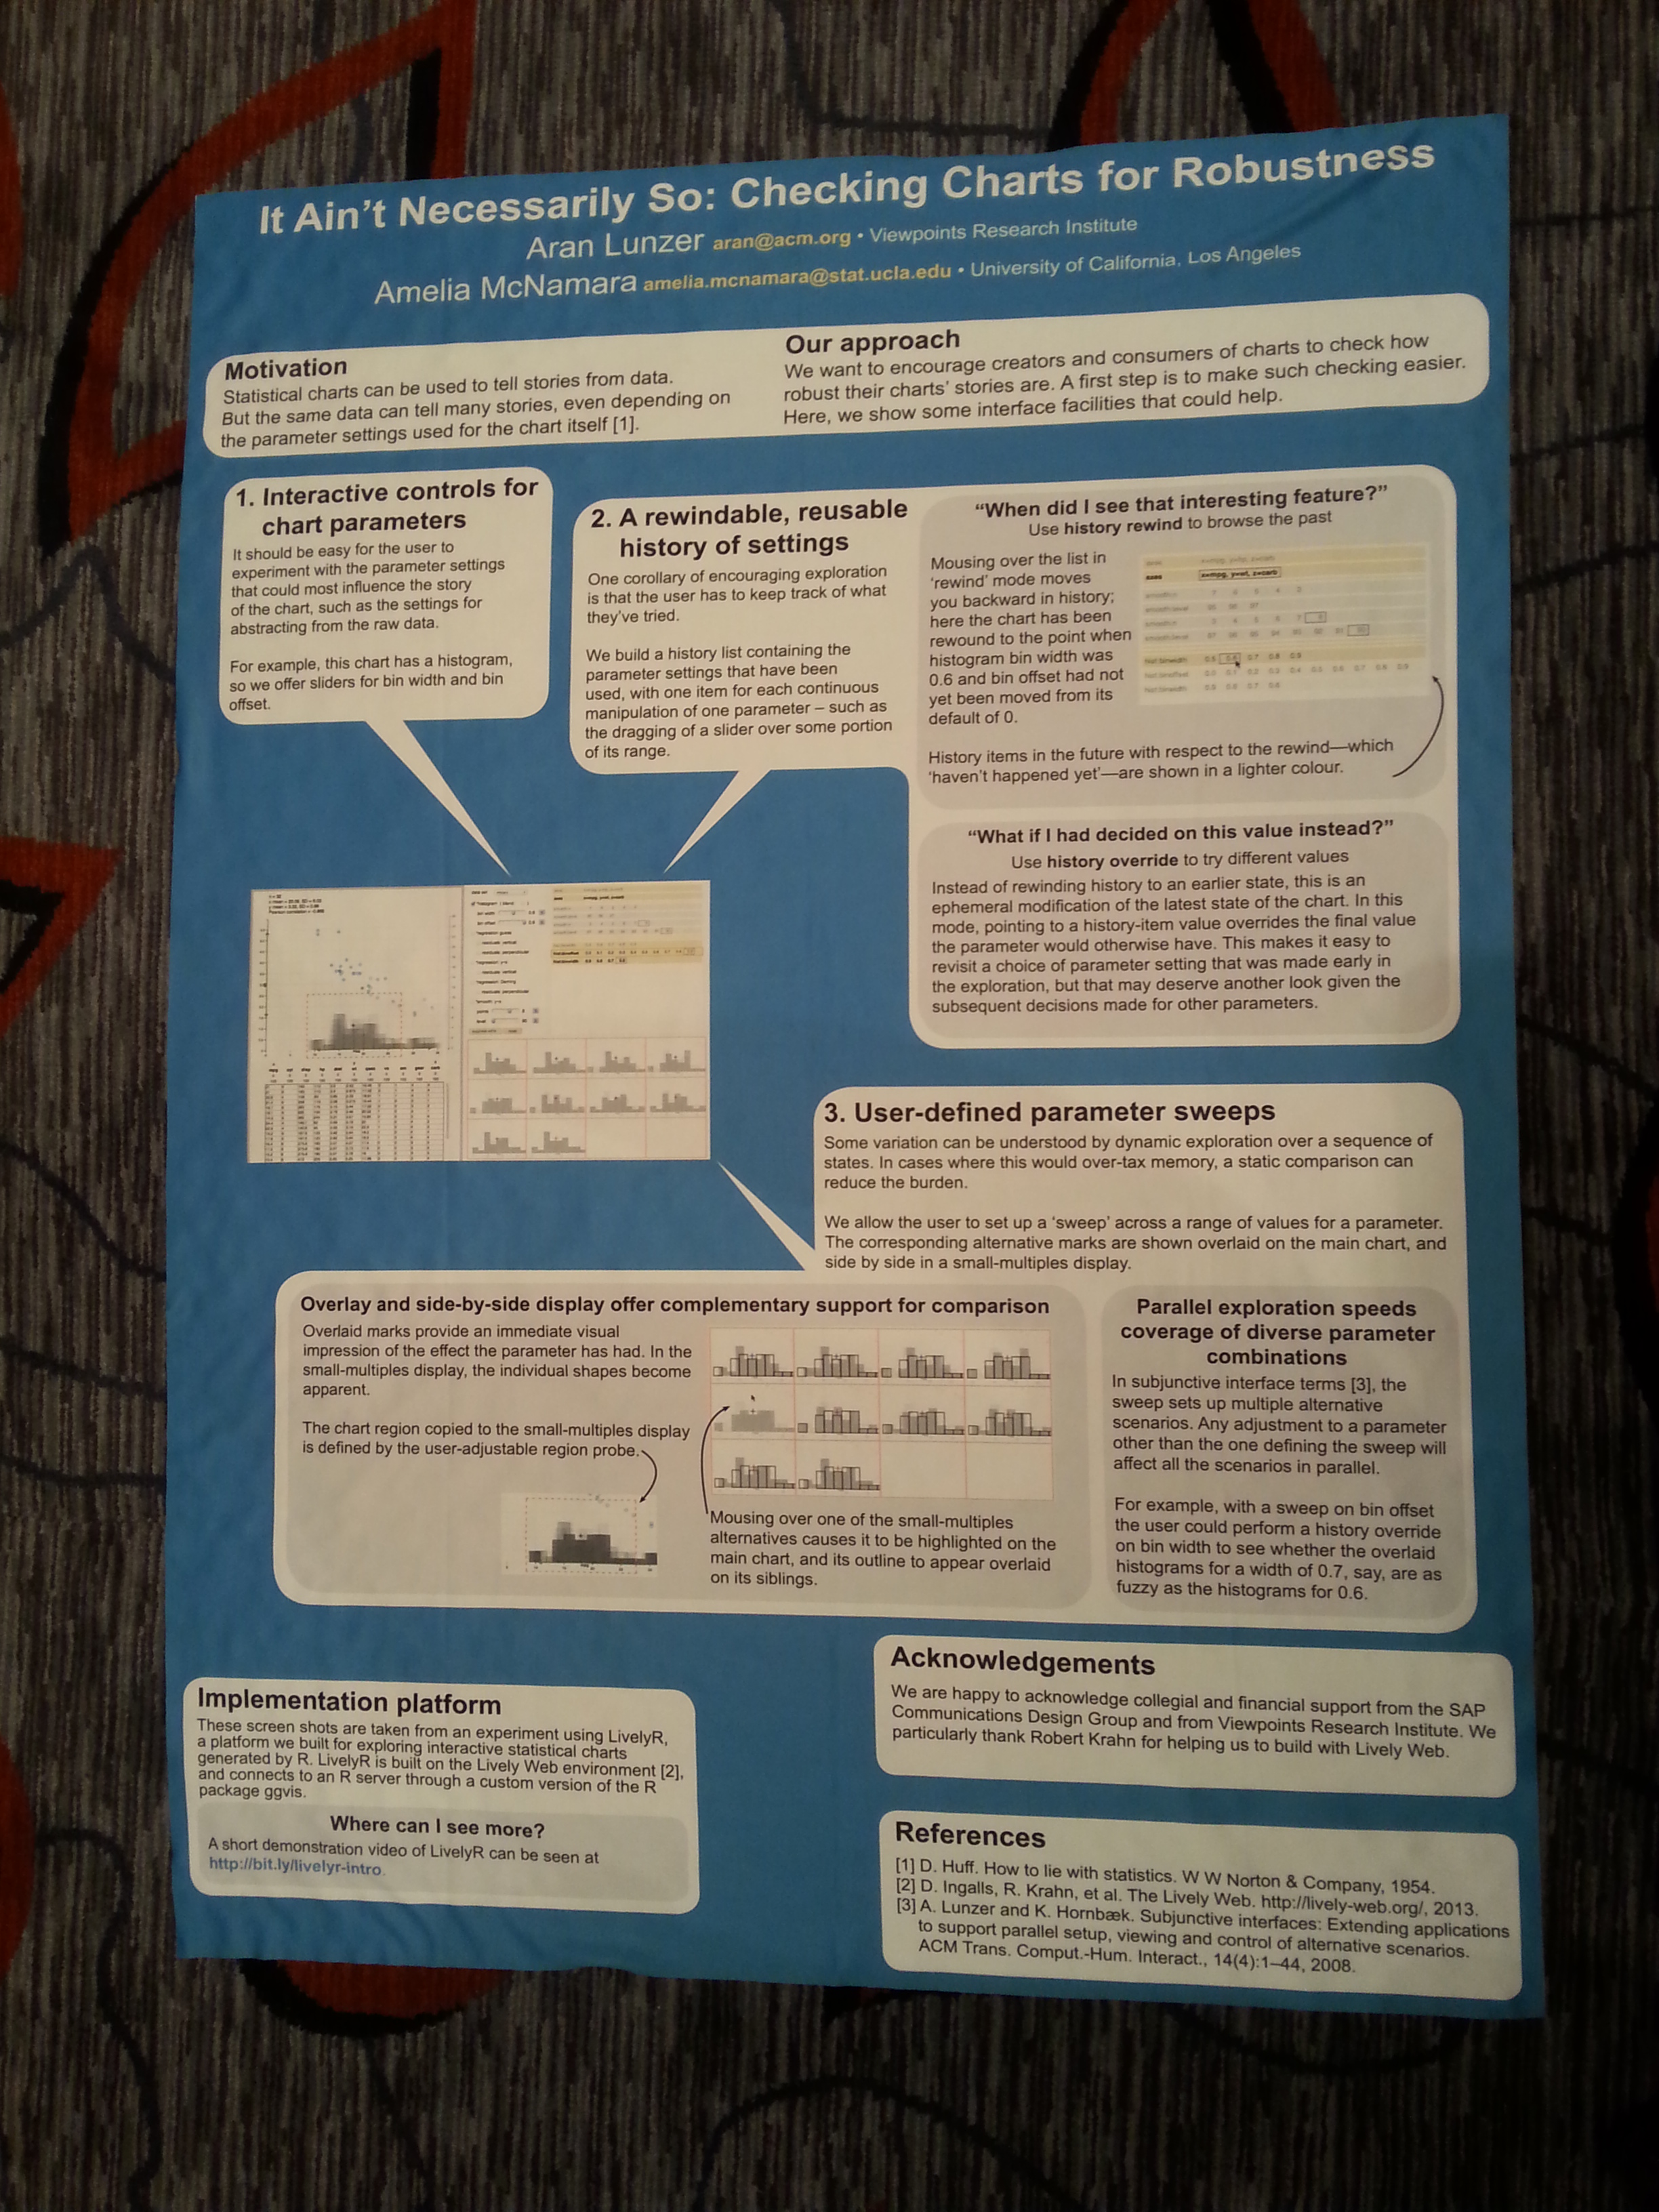 It Ain't Necessarily So: Checking Charts for Robustness
Aran Lunzer aran@acm.org • Viewpoints Research Institute
Amelia McNamara amelia.mcnamara@stat.ucla.edu • University of California, Los Angeles
Motivation
Statistical charts can be used to tell stories from data.
But the same data can tell many stories, even depending on
the parameter settings used for the chart itself [1].
Our approach
We want to encourage creators and consumers of charts to check how
robust their charts' stories are. A first step is to make such checking easier.
Here, we show some interface facilities that could help.
1. Interactive controls for
chart parameters
It should be easy for the user to
experiment with the parameter settings
that could most influence the story
of the chart, such as the settings for
abstracting from the raw data.
For example, this chart has a histogram,
so we offer sliders for bin width and bin
offset.
2. A rewindable, reusable
history of settings
One corollary of encouraging exploration
is that the user has to keep track of what
they've tried.
We build a history list containing the
parameter settings that have been
used, with one item for each continuous
manipulation of one parameter – such as
the dragging of a slider over some portion
of its range.
"When did I see that interesting feature?"
Use history rewind to browse the past
Mousing over the list in
'rewind' mode moves
you backward in history;
here the chart has been
rewound to the point when
histogram bin width was
0.6 and bin offset had not
yet been moved from its
default of 0.
History items in the future with respect to the rewind—which
'haven't happened yet'—are shown in a lighter colour.
"What if I had decided on this value instead?"
Use history override to try different values
Instead of rewinding history to an earlier state, this is an
ephemeral modification of the latest state of the chart. In this
mode, pointing to a history-item value overrides the final value
the parameter would otherwise have. This makes it easy to
revisit a choice of parameter setting that was made early in
the exploration, but that may deserve another look given the
subsequent decisions made for other parameters.
3. User-defined parameter sweeps
Some variation can be understood by dynamic exploration over a sequence of
states. In cases where this would over-tax memory, a static comparison can
reduce the burden.
We allow the user to set up a 'sweep' across a range of values for a parameter.
The corresponding alternative marks are shown overlaid on the main chart, and
side by side in a small-multiples display.
Overlay and side-by-side display offer complementary support for comparison
Overlaid marks provide an immediate visual
impression of the effect the parameter has had. In the
small-multiples display, the individual shapes become
apparent.
The chart region copied to the small-multiples display
is defined by the user-adjustable region probe.
Mousing over one of the small-multiples
alternatives causes it to be highlighted on the
main chart, and its outline to appear overlaid
on its siblings.
Parallel exploration speeds
coverage of diverse parameter
combinations
In subjunctive interface terms [3], the
sweep sets up multiple alternative
scenarios. Any adjustment to a parameter
other than the one defining the sweep will
affect all the scenarios in parallel.
For example, with a sweep on bin offset
the user could perform a history override
on bin width to see whether the overlaid
histograms for a width of 0.7, say, are as
fuzzy as the histograms for 0.6.
Implementation platform
These screen shots are taken from an experiment using LivelyR,
a platform we built for exploring interactive statistical charts
generated by R. LivelyR is built on the Lively Web environment [2],
and connects to an R server through a custom version of the R
package ggvis.
Where can I see more?
A short demonstration video of LivelyR can be seen at
http://bit.ly/livelyr-intro.
Acknowledgements
We are happy to acknowledge collegial and financial support from the SAP
Communications Design Group and from Viewpoints Research Institute. We
particularly thank Robert Krahn for helping us to build with Lively Web.
References
[1] D. Huff. How to lie with statistics. W W Norton & Company, 1954.
[2] D. Ingalls, R. Krahn, et al. The Lively Web. http://lively-web.org/, 2013.
[3] A. Lunzer and K. Hornbæk. Subjunctive interfaces: Extending applications
to support parallel setup, viewing and control of alternative scenarios.
ACM Trans. Comput.-Hum. Interact., 14(4):1–44, 2008.